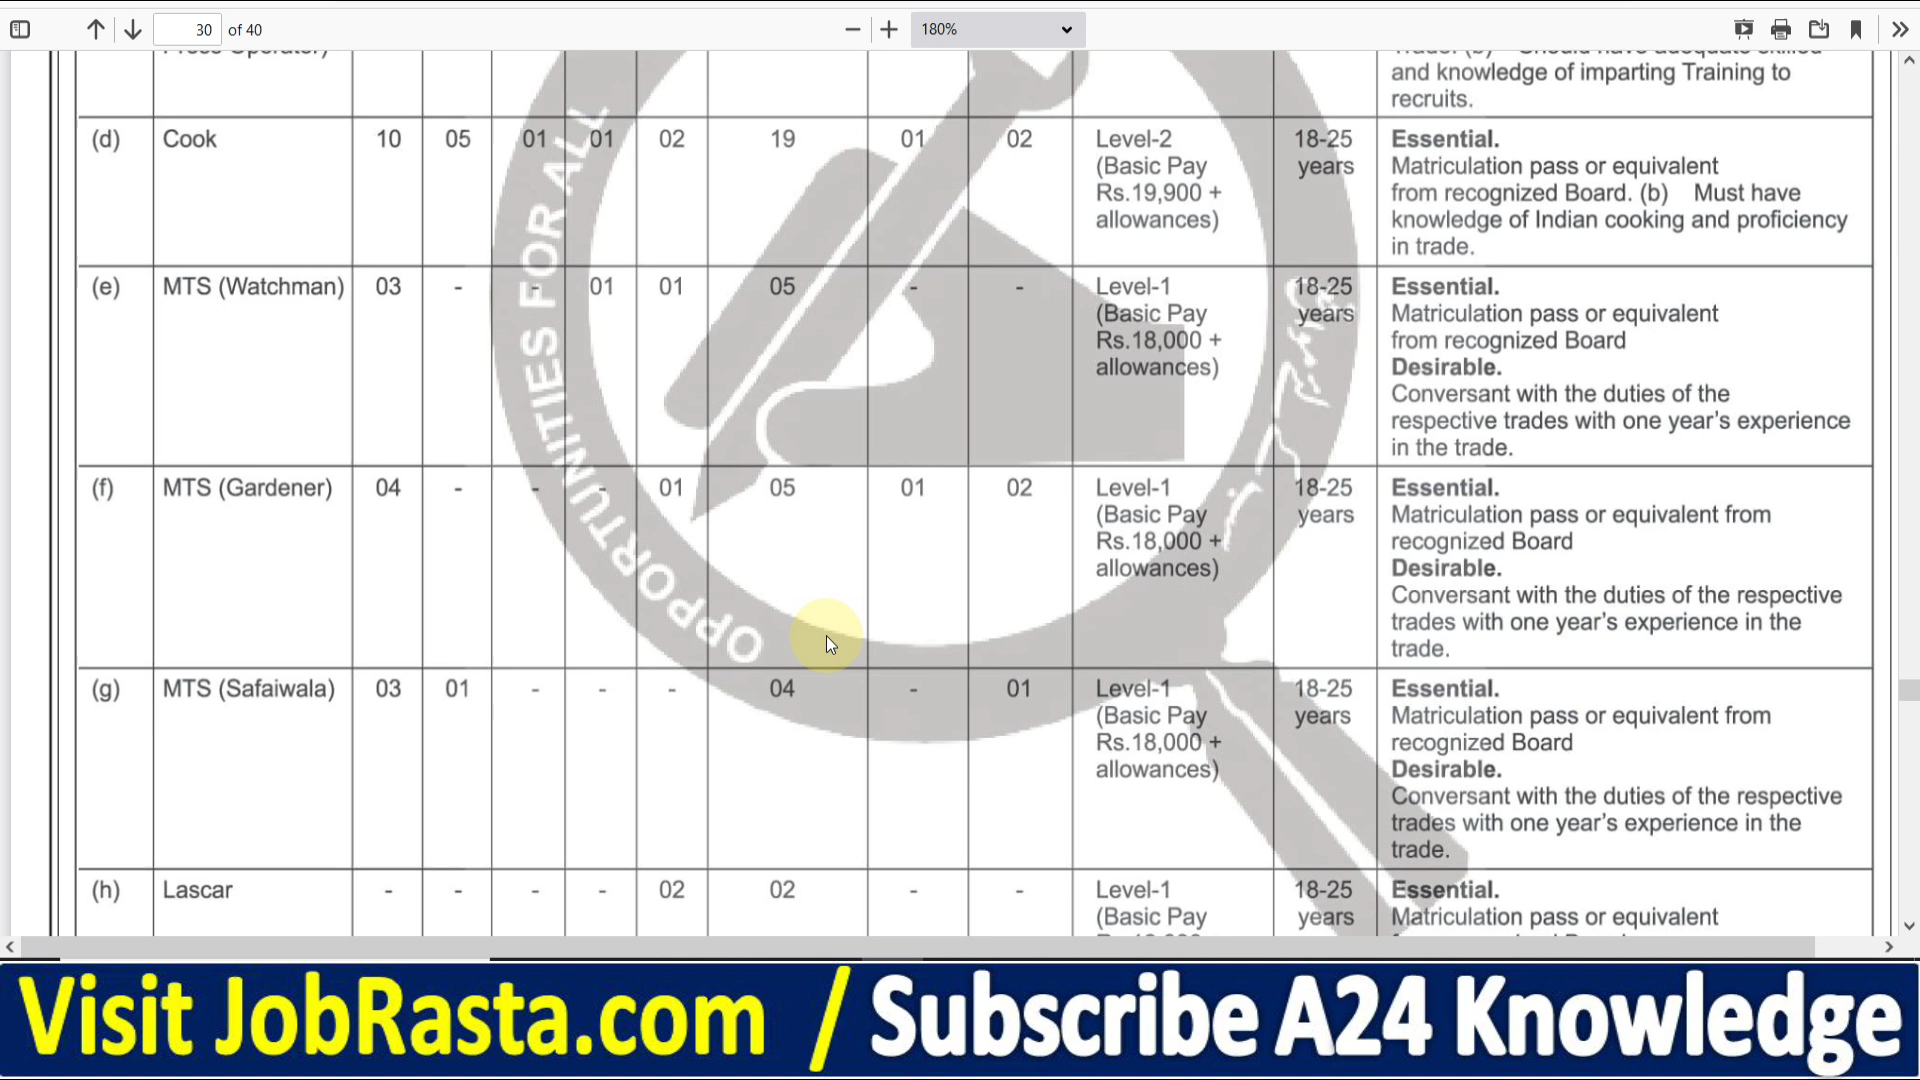 30 of 40 180%
and knowledge of imparting Training to
recruits.
(d) Cook 10 05 01 01 02 19 01 02 Level-2 18-25 Essential.
(Basic Pay years Matriculation pass or equivalent
Rs.19,900 + from recognized Board. (b) Must have
allowances) knowledge of Indian cooking and proficiency
in trade.
(e) MTS (Watchman) 03 - - 01 01 05 - - Level-1 18-25 Essential.
(Basic Pay years Matriculation pass or equivalent
Rs.18,000 + from recognized Board
allowances) Desirable.
Conversant with the duties of the
respective trades with one year's experience
in the trade.
(f) MTS (Gardener) 04 - - - 01 05 01 02 Level-1 18-25 Essential.
(Basic Pay years Matriculation pass or equivalent from
Rs.18,000 + recognized Board
allowances) Desirable.
Conversant with the duties of the respective
trades with one year's experience in the
trade.
(g) MTS (Safaiwala) 03 01 - - - 04 - 01 Level-1 18-25 Essential.
(Basic Pay years Matriculation pass or equivalent from
Rs.18,000 + recognized Board
allowances) Desirable.
Conversant with the duties of the respective
trades with one year's experience in the
trade.
(h) Lascar - - - - 02 02 - - Level-1 18-25 Essential.
(Basic Pay years Matriculation pass or equivalent
OPPORTUNITIES FOR ALL
Visit JobRasta.com / Subscribe A24 Knowledge